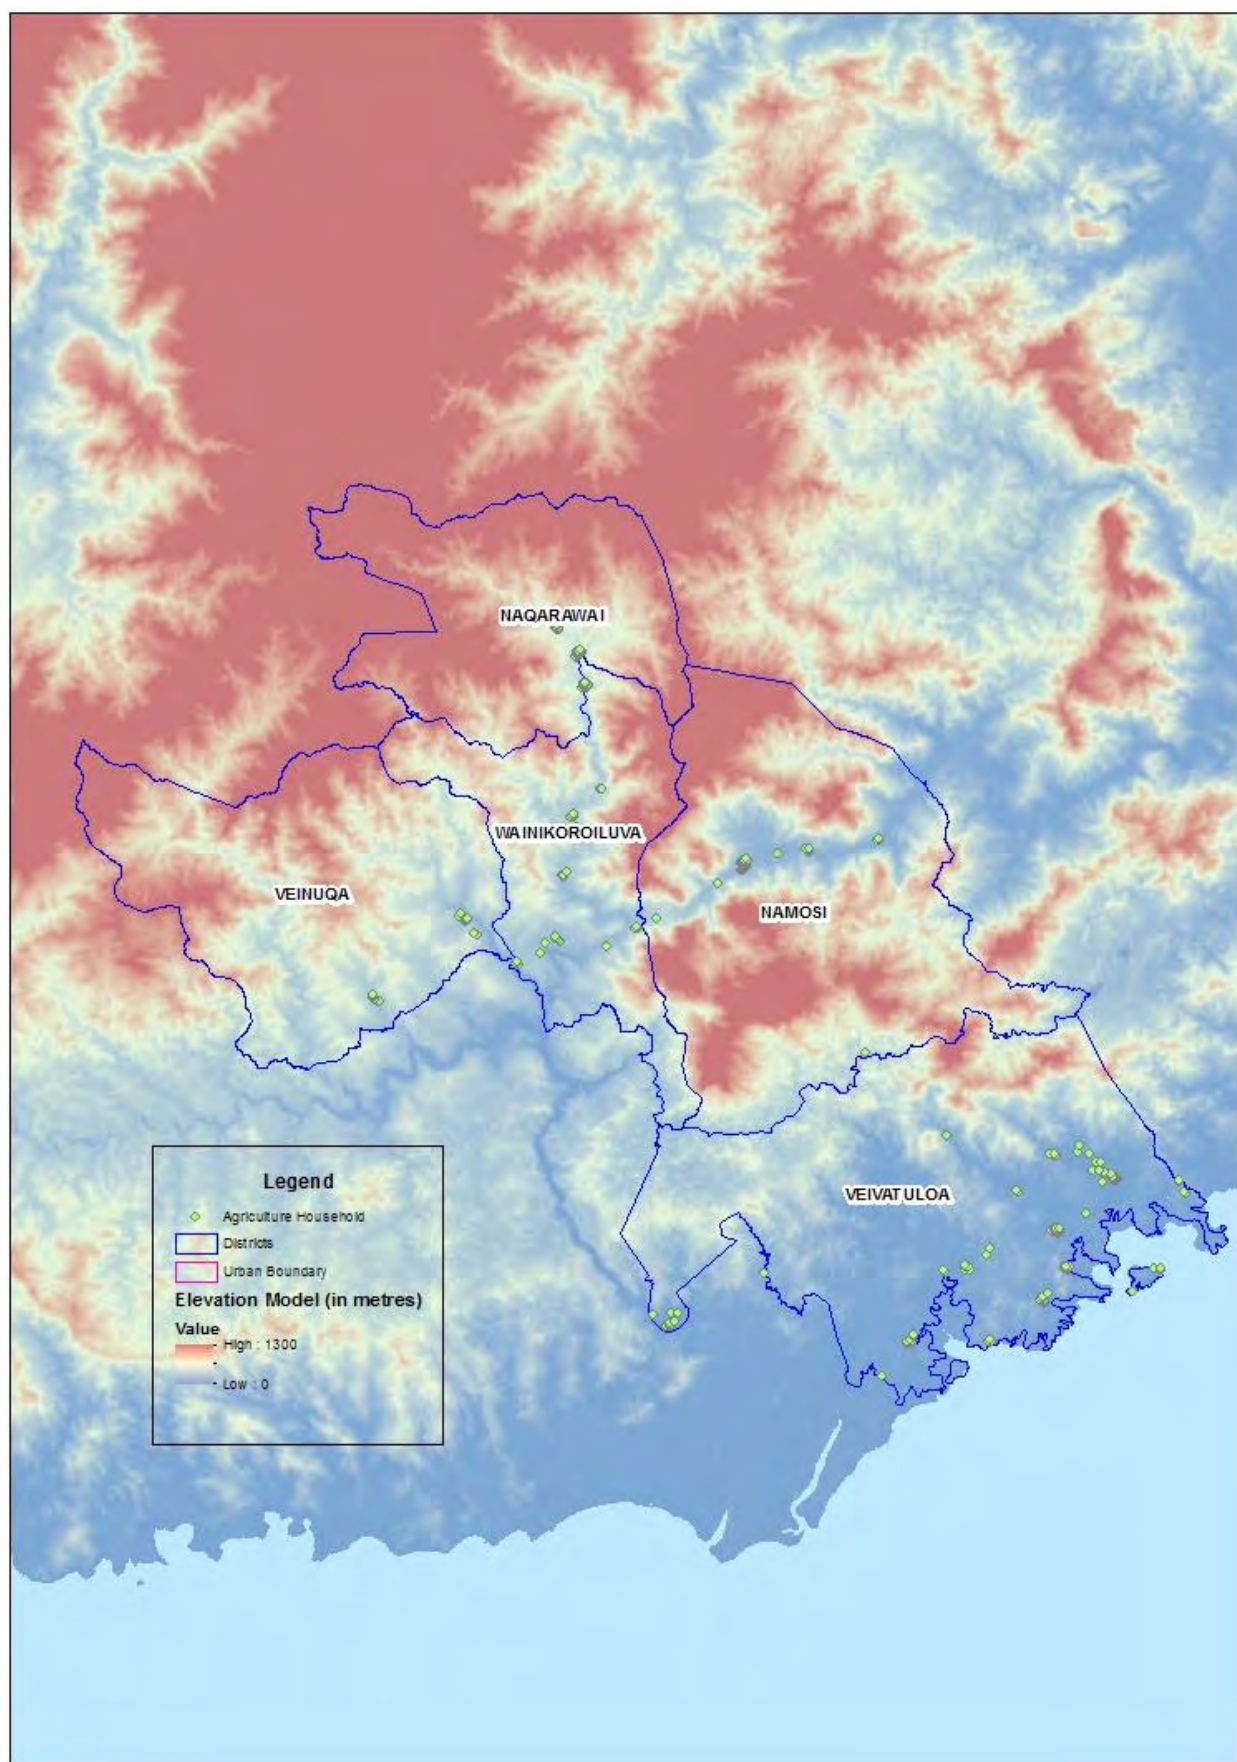 NAQARAWAI
WAINIKOROILUVA
VEINUQA
NAMOSI
VEIVATULOA
Legend
Agriculture Household
Districts
Urban Boundary
Elevation Model (in metres)
Value
High : 1300
Low : 0